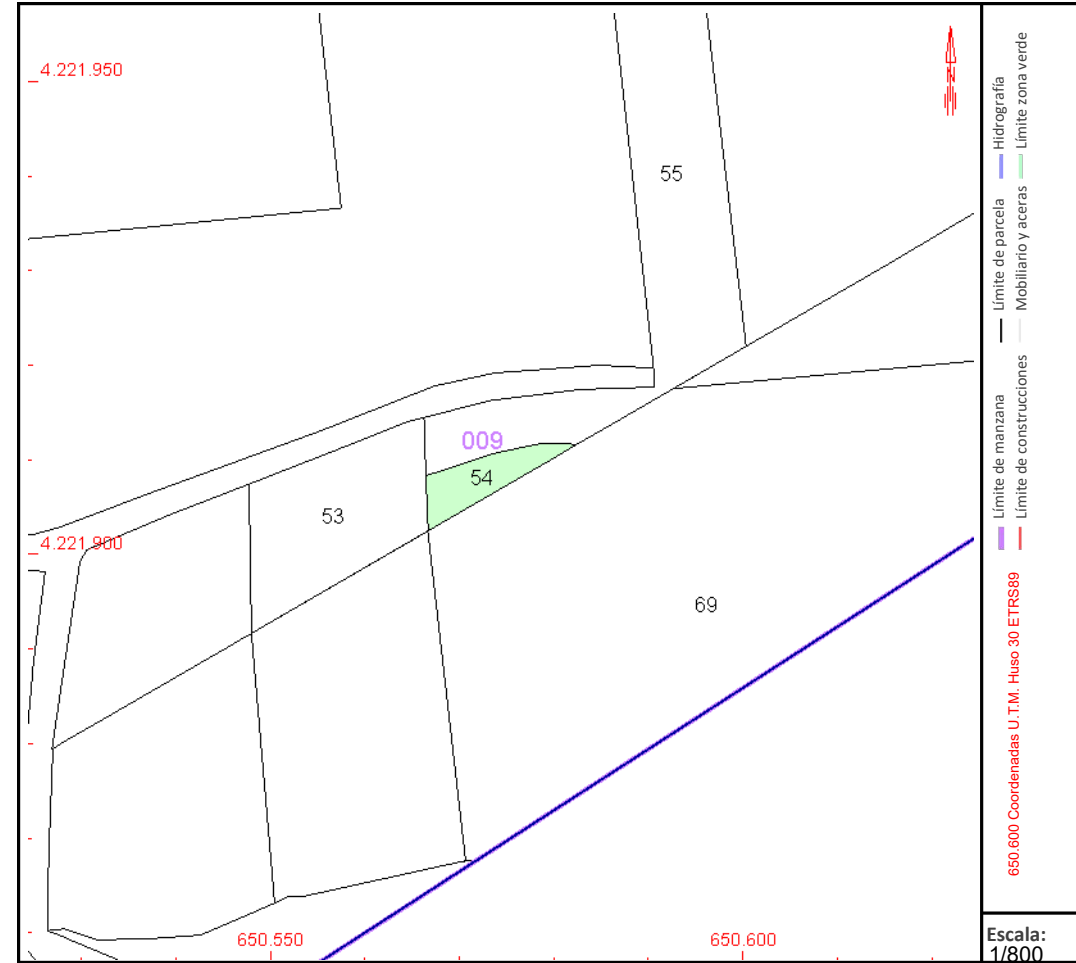 4.221.950
N
55
009
54
53
4.221.900
69
650.550
650.600
Límite de manzana
Límite de parcela
Hidrografía
Límite de construcciones
Mobiliario y aceras
Límite zona verde
650.600 Coordenadas U.T.M. Huso 30 ETRS89
Escala:
1/800